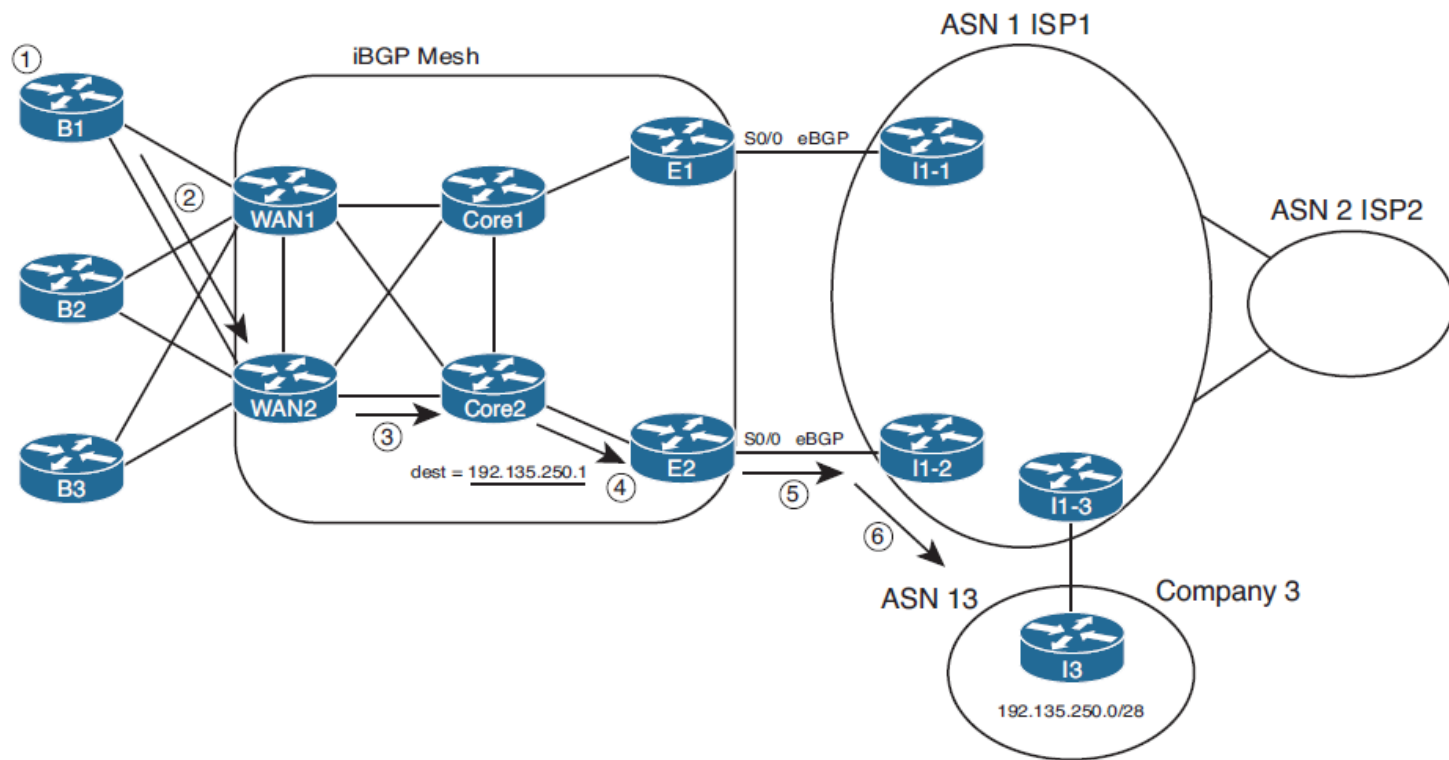 ASN 1 ISP1
iBGP Mesh
①
B1
S0/0 eBGP
E1
I1-1
②
WAN1
Core1
ASN 2 ISP2
B2
WAN2
Core2
③
S0/0 eBGP
E2
I1-2
dest = 192.135.250.1
④
⑤
B3
I1-3
⑥
ASN 13
Company 3
I3
192.135.250.0/28